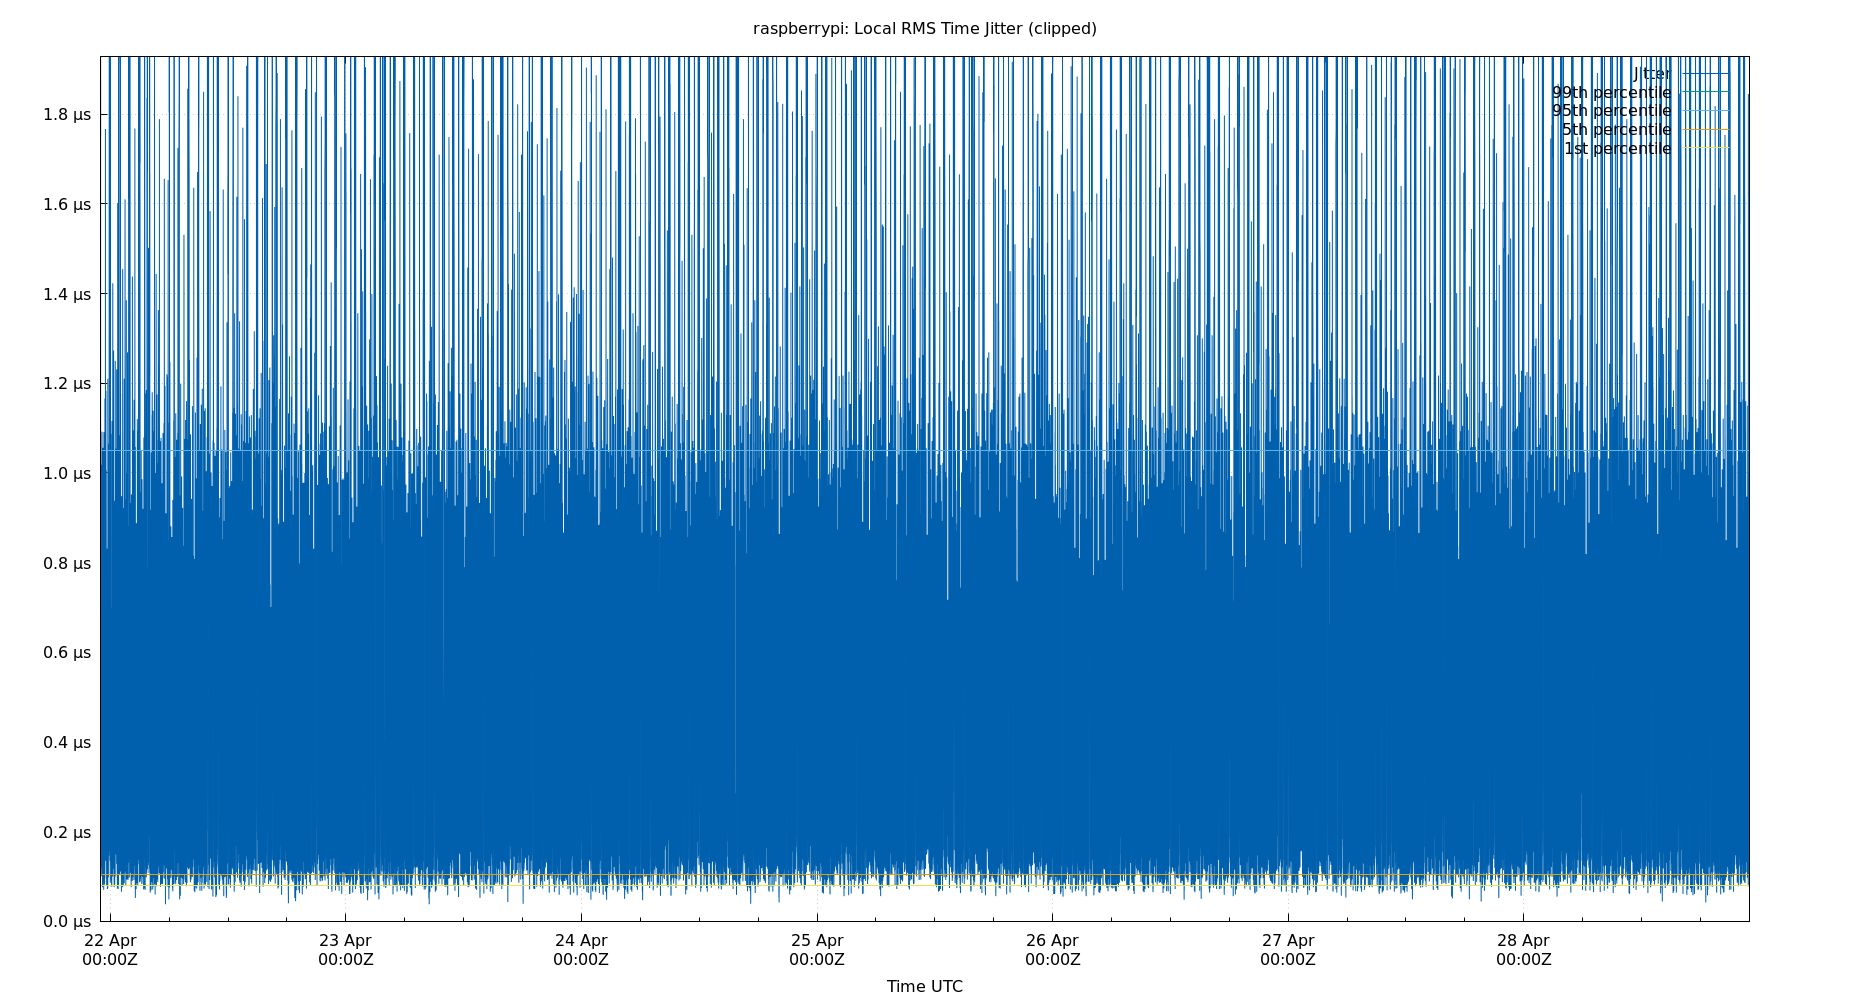 raspberrypi: Local RMS Time Jitter (clipped)
Jitter
99th percentile
95th percentile
5th percentile
1st percentile
1.8 µs
1.6 µs
1.4 µs
1.2 µs
1.0 µs
0.8 µs
0.6 µs
0.4 µs
0.2 µs
0.0 µs
22 Apr 23 Apr 24 Apr 25 Apr 26 Apr 27 Apr 28 Apr
00:00Z 00:00Z 00:00Z 00:00Z 00:00Z 00:00Z 00:00Z
Time UTC